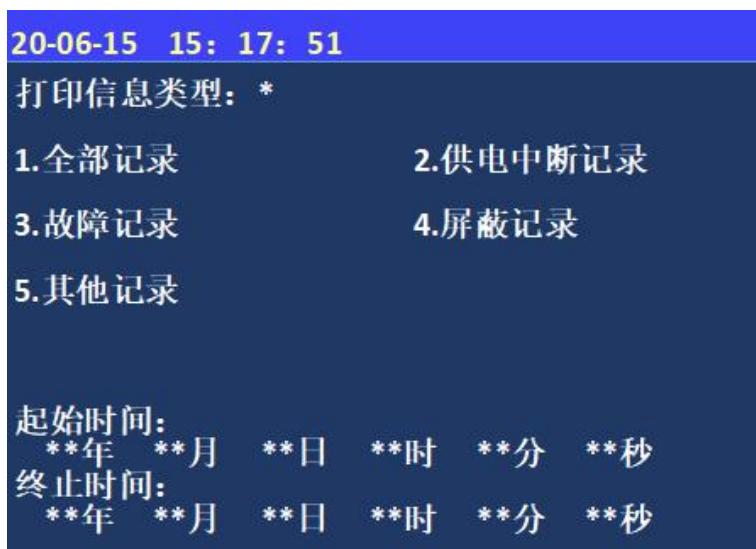 20-06-15 15：17：51
打印信息类型：*
1.全部记录 2.供电中断记录
3.故障记录 4.屏蔽记录
5.其他记录
起始时间：
**年 **月 **日 **时 **分 **秒
终止时间：
**年 **月 **日 **时 **分 **秒